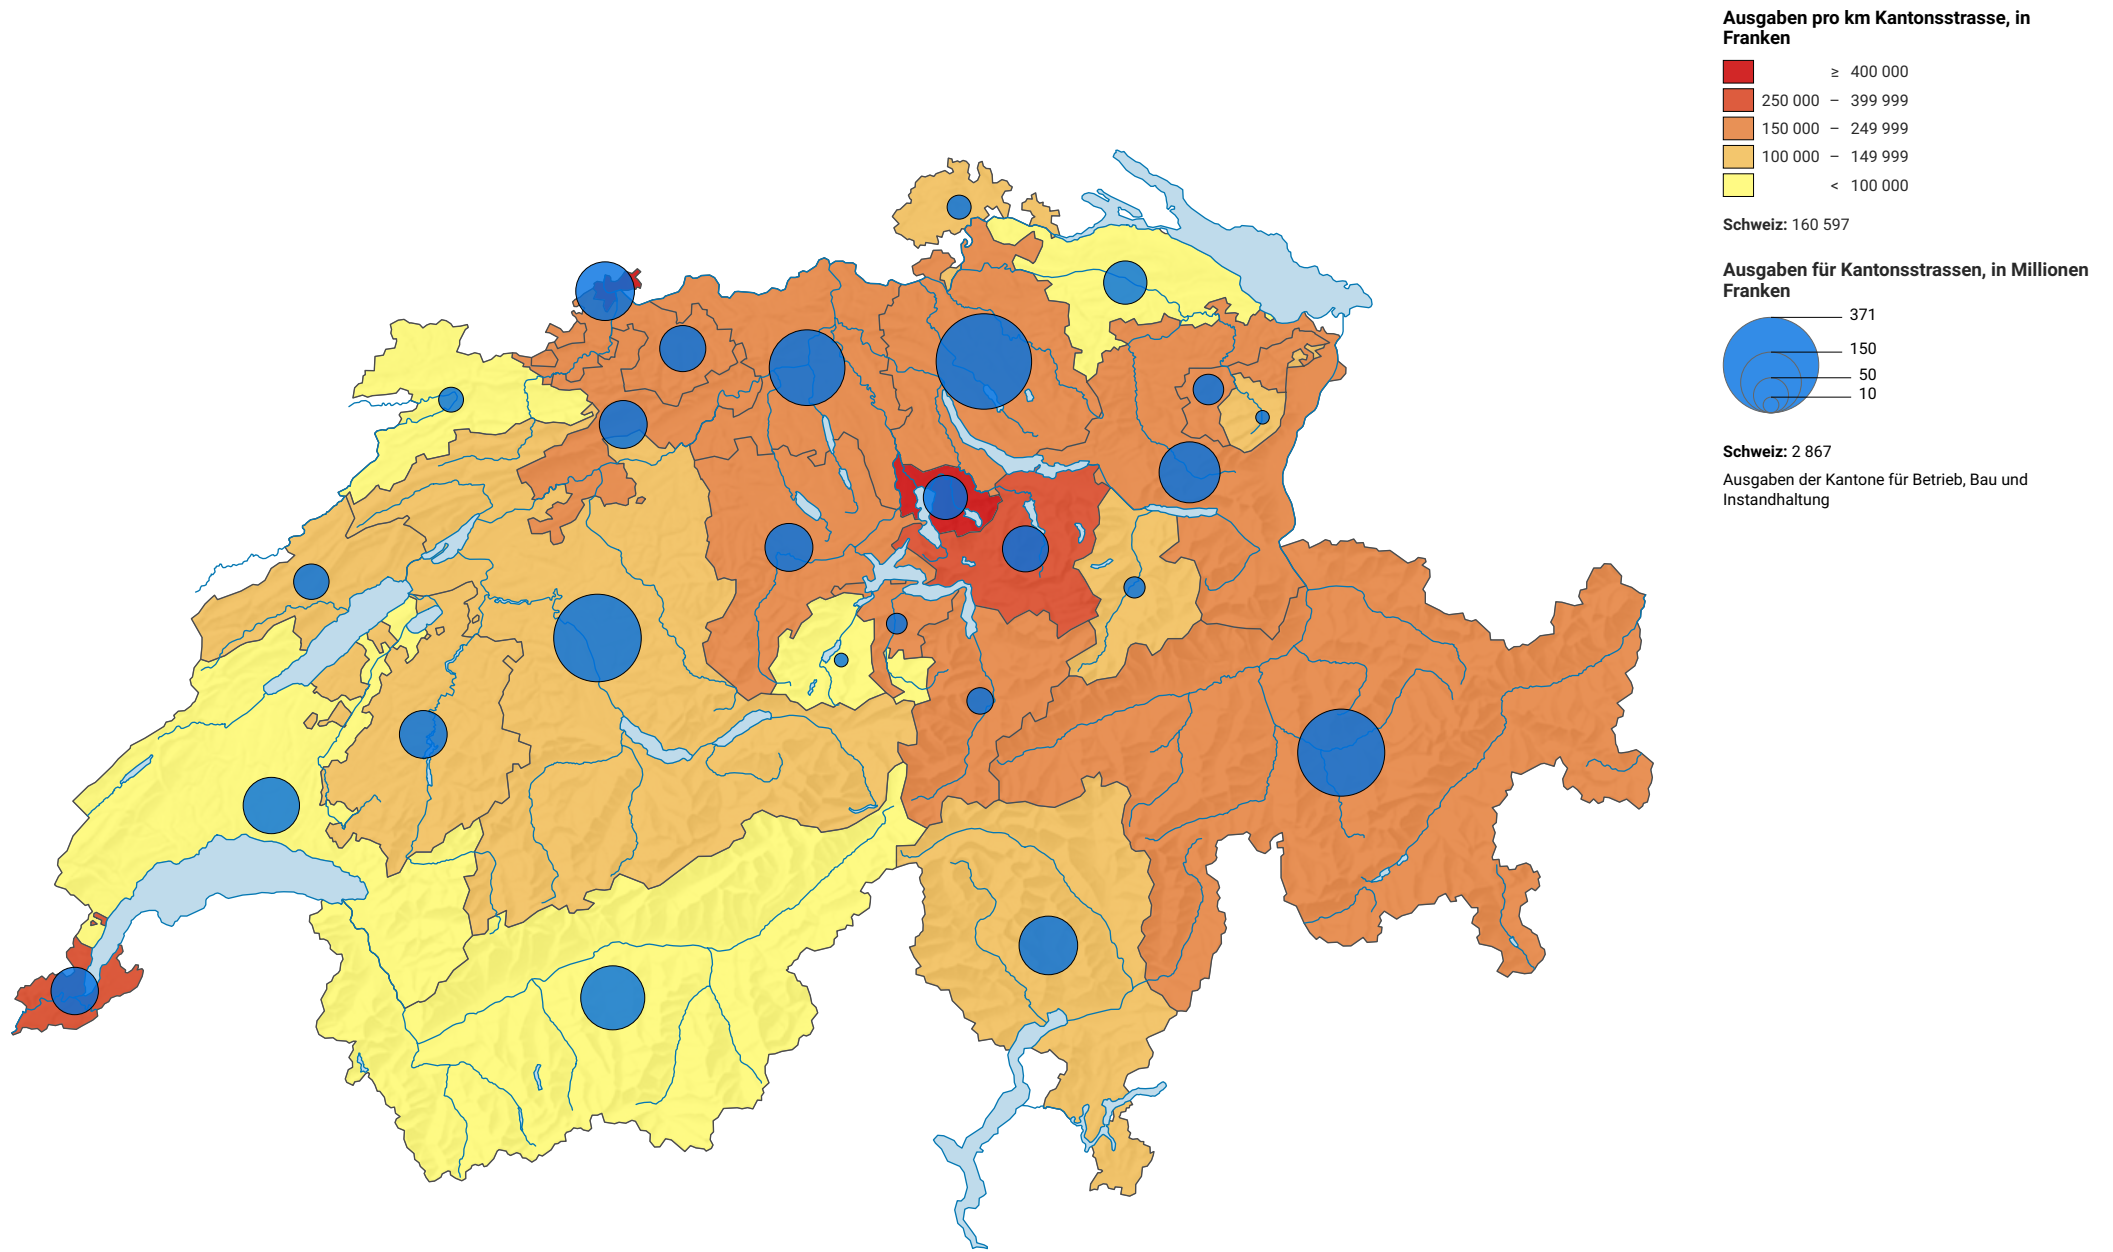 Ausgaben pro km Kantonsstrasse, in
Franken
≥ 400 000
250 000 – 399 999
150 000 – 249 999
100 000 – 149 999
< 100 000
Schweiz: 160 597
Ausgaben für Kantonsstrassen, in Millionen
Franken
371
150
50
10
Schweiz: 2 867
Ausgaben der Kantone für Betrieb, Bau und
Instandhaltung